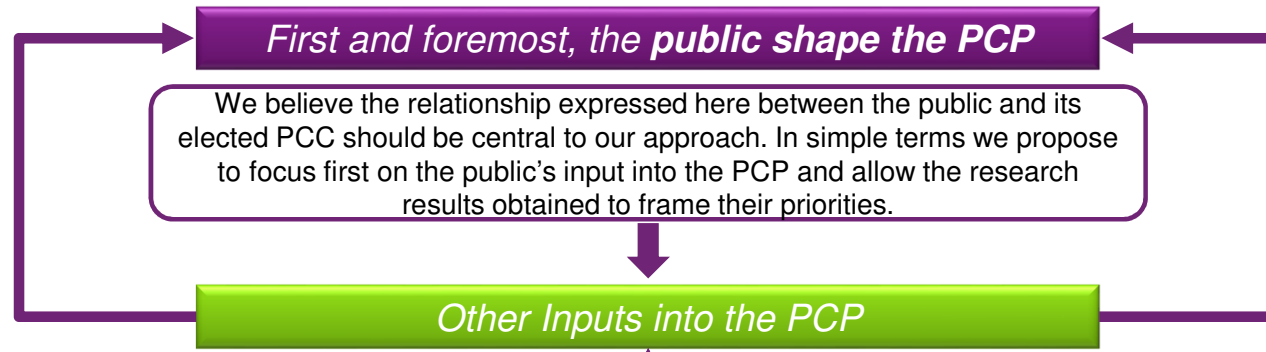 First and foremost, the public shape the PCP
We believe the relationship expressed here between the public and its
elected PCC should be central to our approach. In simple terms we propose
to focus first on the public’s input into the PCP and allow the research
results obtained to frame their priorities.
Other Inputs into the PCP